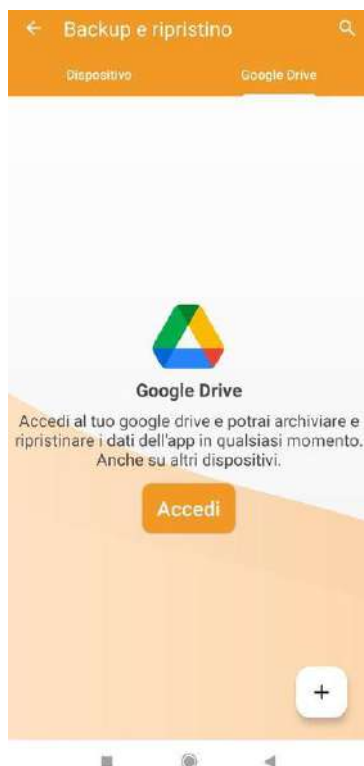 Backup e ripristino
Dispositivo
Google Drive
Google Drive
Accedi al tuo google drive e potrai archiviare e
ripristinare i dati dell'app in qualsiasi momento.
Anche su altri dispositivi.
Accedi
+